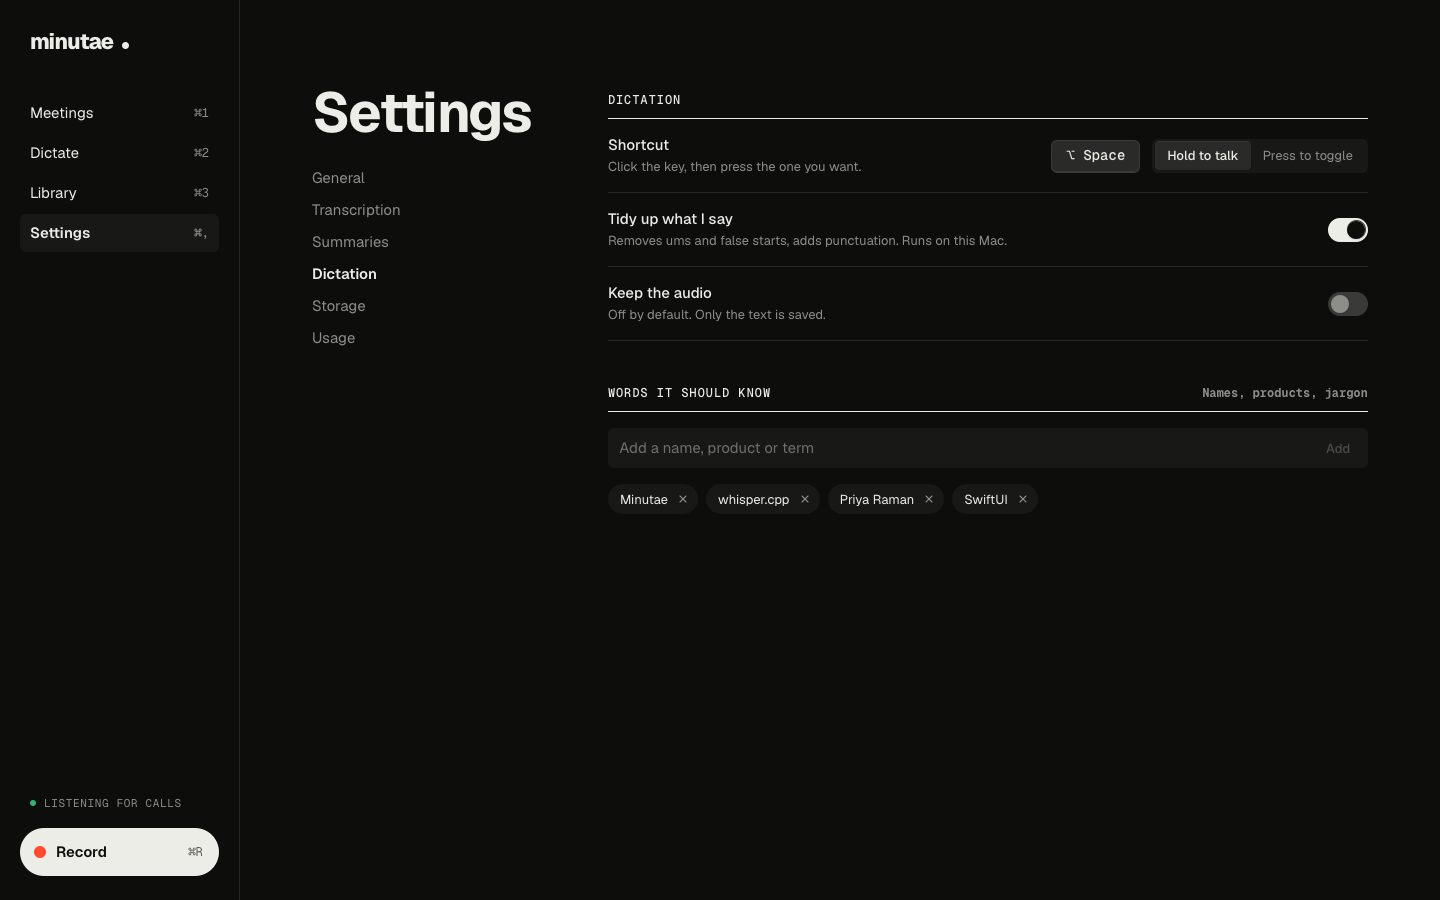 minutae
Meetings ⌘1
Dictate ⌘2
Library ⌘3
Settings ⌘,
LISTENING FOR CALLS
Record ⌘R
Settings
General
Transcription
Summaries
Dictation
Storage
Usage
DICTATION
Shortcut
Click the key, then press the one you want.
⌥ Space Hold to talk Press to toggle
Tidy up what I say
Removes ums and false starts, adds punctuation. Runs on this Mac.
Keep the audio
Off by default. Only the text is saved.
WORDS IT SHOULD KNOW Names, products, jargon
Add a name, product or term Add
Minutae × whisper.cpp × Priya Raman × SwiftUI ×